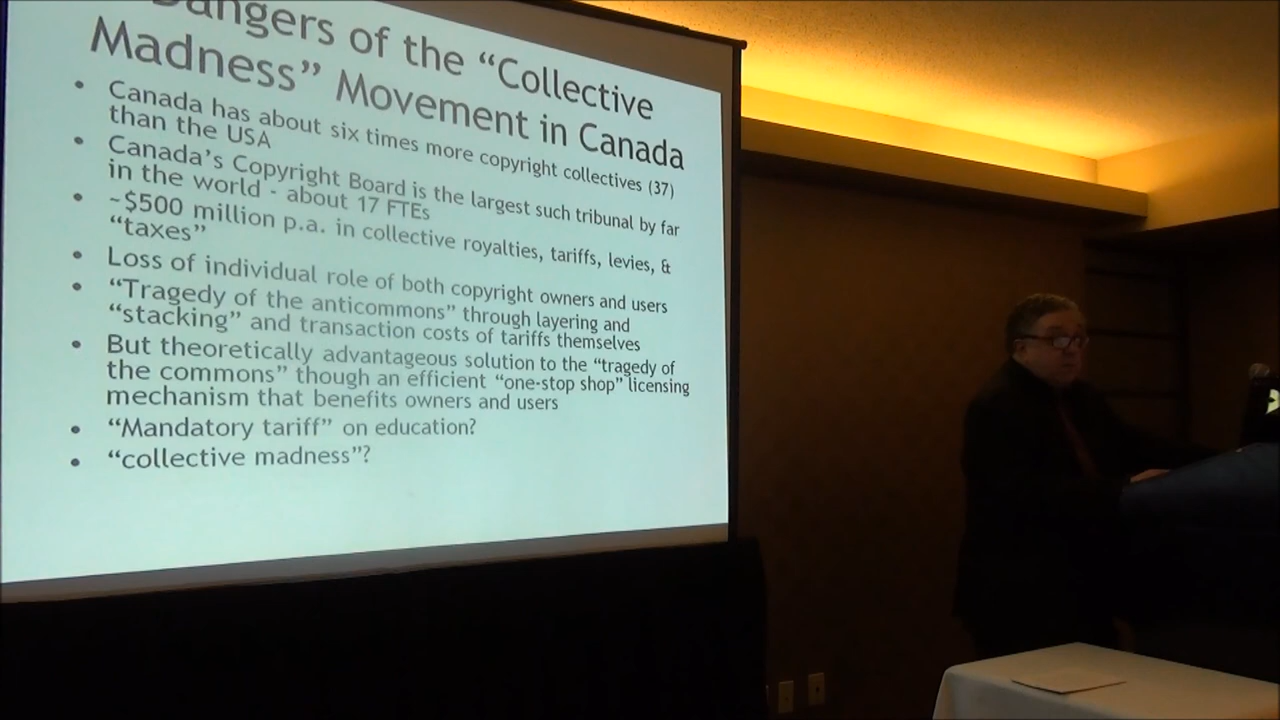 Dangers of the “Collective
Madness” Movement in Canada
• Canada has about six times more copyright collectives (37)
than the USA
• Canada’s Copyright Board is the largest such tribunal by far
in the world - about 17 FTEs
• ~$500 million p.a. in collective royalties, tariffs, levies, &
“taxes”
• Loss of individual role of both copyright owners and users
• “Tragedy of the anticommons” through layering and
“stacking” and transaction costs of tariffs themselves
• But theoretically advantageous solution to the “tragedy of
the commons” though an efficient “one-stop shop” licensing
mechanism that benefits owners and users
• “Mandatory tariff” on education?
• “collective madness”?